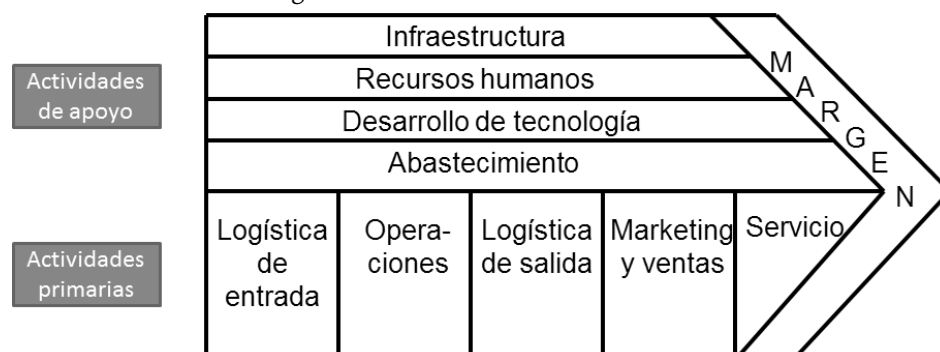 Infraestructura
Recursos humanos
Desarrollo de tecnología
Abastecimiento
MARGEN
Actividades
de apoyo
Actividades
primarias
Logística
de
entrada
Opera-
ciones
Logística
de salida
Marketing
y ventas
Servicio